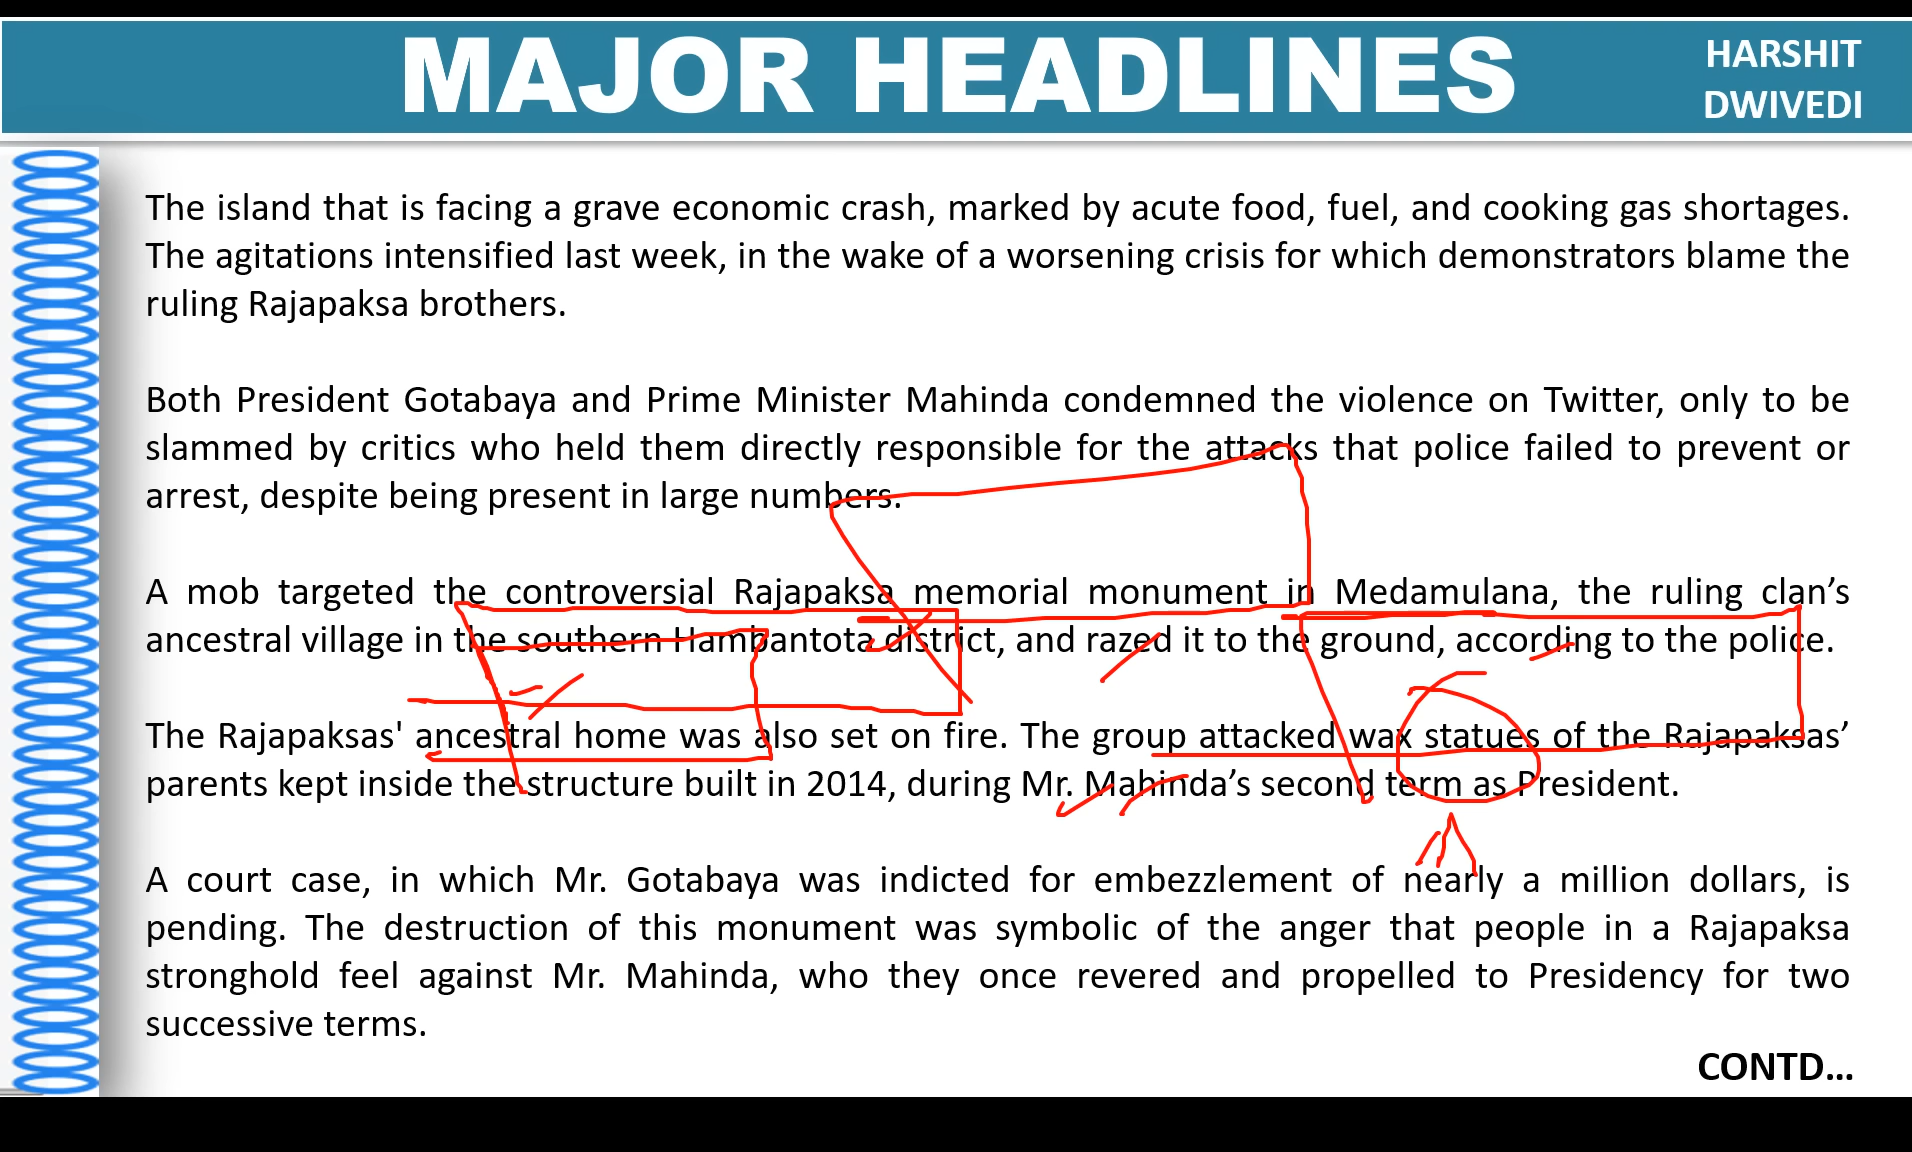 MAJOR HEADLINES
HARSHIT
DWIVEDI
The island that is facing a grave economic crash, marked by acute food, fuel, and cooking gas shortages.
The agitations intensified last week, in the wake of a worsening crisis for which demonstrators blame the
ruling Rajapaksa brothers.
Both President Gotabaya and Prime Minister Mahinda condemned the violence on Twitter, only to be
slammed by critics who held them directly responsible for the attacks that police failed to prevent or
arrest, despite being present in large numbers.
A mob targeted the controversial Rajapaksa memorial monument in Medamulana, the ruling clan’s
ancestral village in the southern Hambantota district, and razed it to the ground, according to the police.
The Rajapaksas' ancestral home was also set on fire. The group attacked wax statues of the Rajapaksas’
parents kept inside the structure built in 2014, during Mr. Mahinda’s second term as President.
A court case, in which Mr. Gotabaya was indicted for embezzlement of nearly a million dollars, is
pending. The destruction of this monument was symbolic of the anger that people in a Rajapaksa
stronghold feel against Mr. Mahinda, who they once revered and propelled to Presidency for two
successive terms.
CONTD...